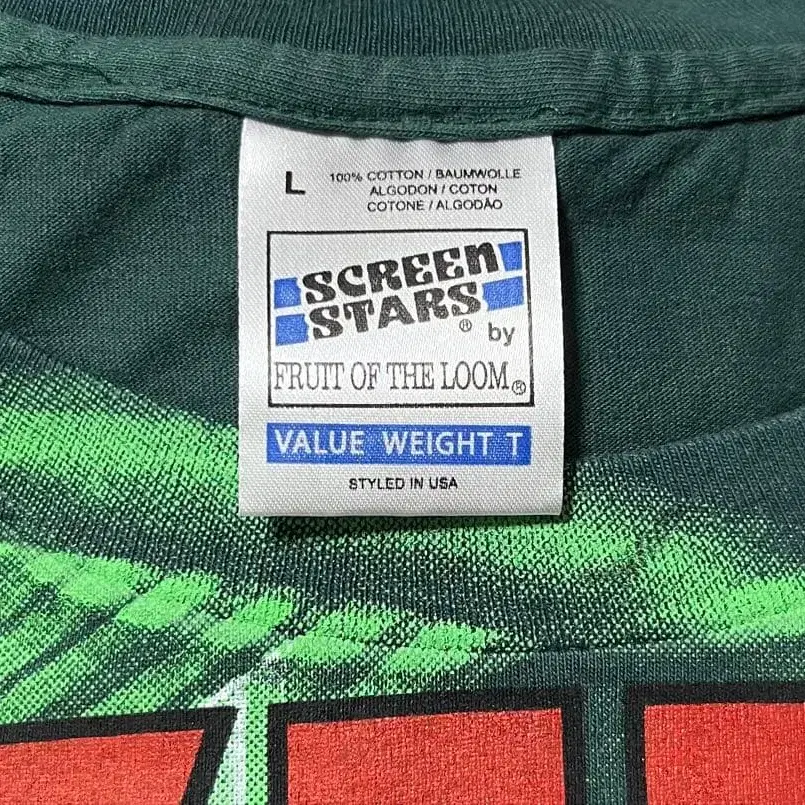 L
100% COTTON / BAUMWOLLE
ALGODON / COTON
COTONE / ALGODÃO
SCREEN
STARS® by
FRUIT OF THE LOOM®
VALUE WEIGHT T
STYLED IN USA